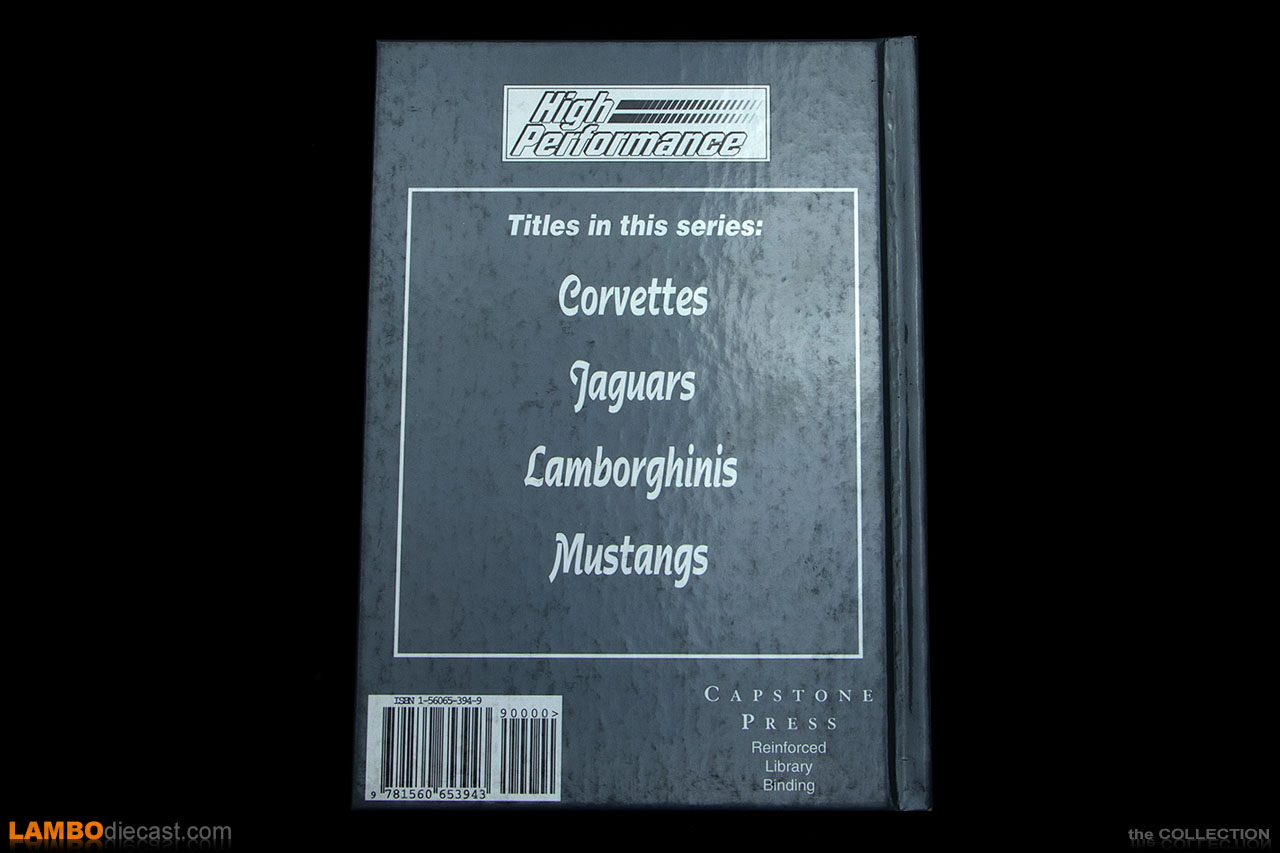 High
Performance
Titles in this series:
Corvettes
Jaguars
Lamborghinis
Mustangs
ISBN 1-56065-394-9
90000>
9 781560 653943
CAPSTONE
PRESS
Reinforced
Library
Binding
LAMBOdiecast.com
the COLLECTION